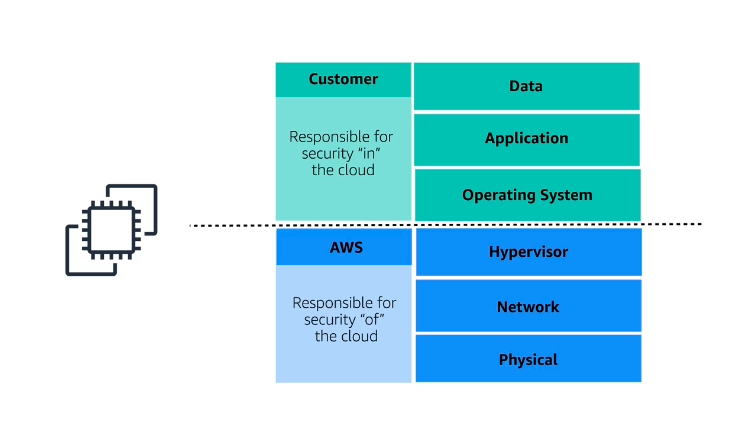 Customer
Responsible for
security “in”
the cloud
Data
Application
Operating System
AWS
Responsible for
security “of”
the cloud
Hypervisor
Network
Physical